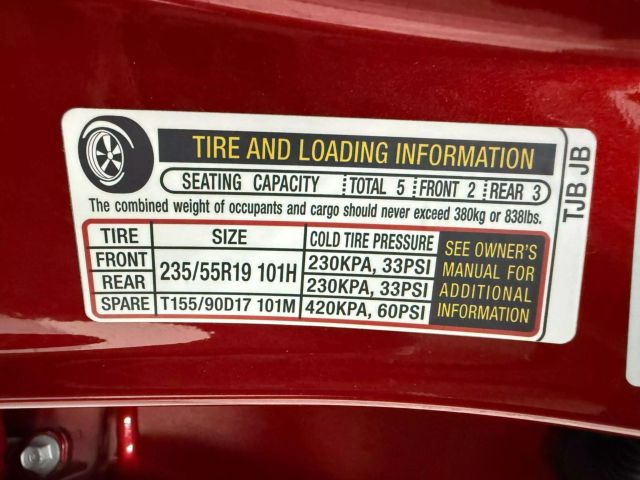 TIRE AND LOADING INFORMATION
SEATING CAPACITY TOTAL 5 FRONT 2 REAR 3
The combined weight of occupants and cargo should never exceed 380kg or 838lbs.
TIRE SIZE COLD TIRE PRESSURE
FRONT 235/55R19 101H 230KPA, 33PSI
REAR 230KPA, 33PSI
SPARE T155/90D17 101M 420KPA, 60PSI
SEE OWNER'S
MANUAL FOR
ADDITIONAL
INFORMATION
TJB JB